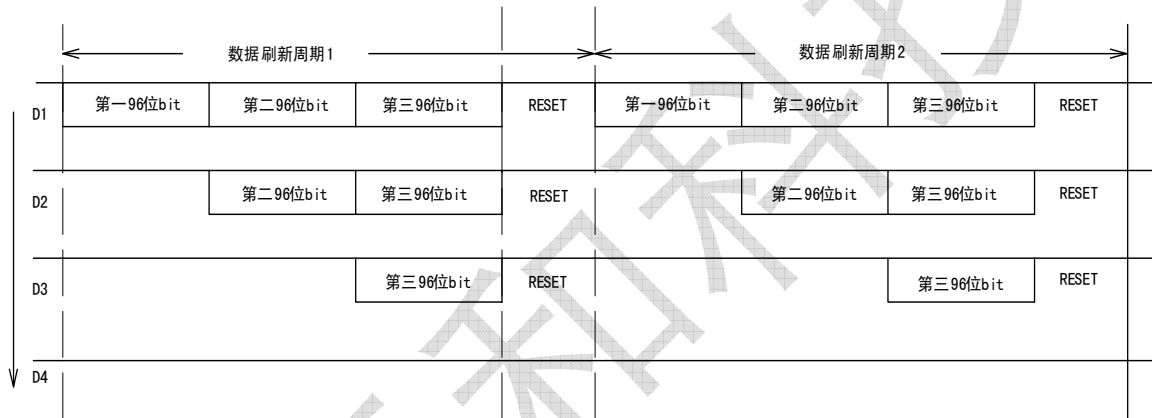 数据刷新周期1
数据刷新周期2
D1 第一96位bit 第二96位bit 第三96位bit RESET 第一96位bit 第二96位bit 第三96位bit RESET
D2 第二96位bit 第三96位bit RESET 第二96位bit 第三96位bit RESET
D3 第三96位bit RESET 第三96位bit RESET
D4
和科技